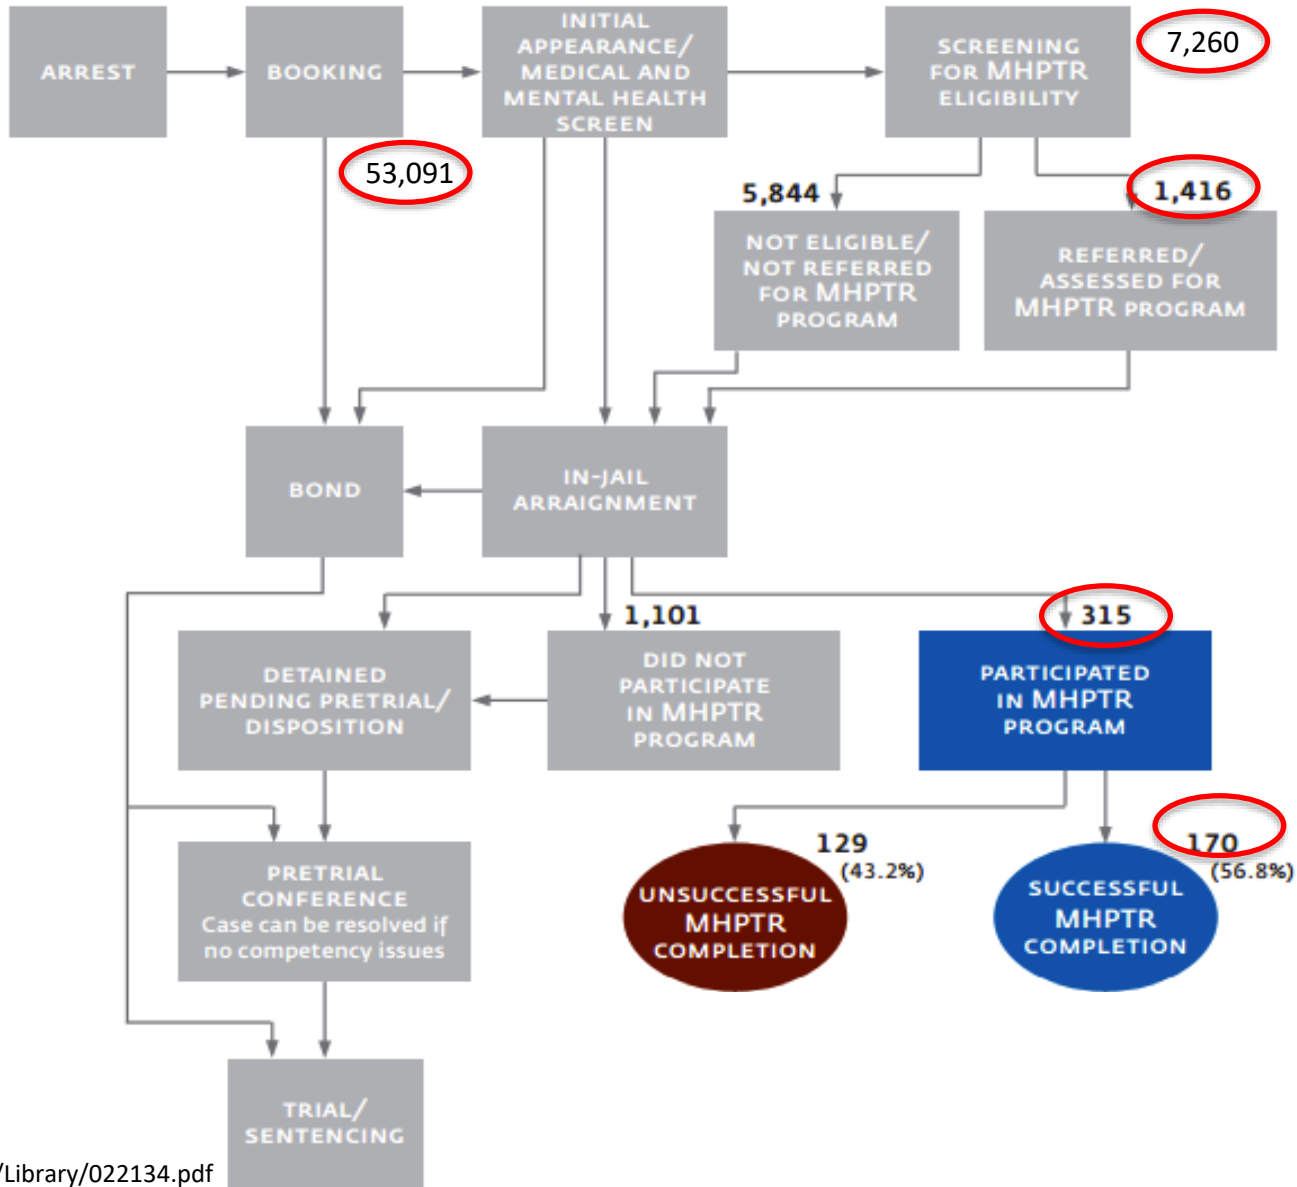 ARREST
BOOKING
INITIAL
APPEARANCE/
MEDICAL AND
MENTAL HEALTH
SCREEN
SCREENING
FOR MHPTR
ELIGIBILITY
7,260
53,091
5,844
1,416
NOT ELIGIBLE/
NOT REFERRED
FOR MHPTR
PROGRAM
REFERRED/
ASSESSED FOR
MHPTR PROGRAM
BOND
IN-JAIL
ARRAIGNMENT
1,101
315
DETAINED
PENDING PRETRIAL/
DISPOSITION
DID NOT
PARTICIPATE
IN MHPTR
PROGRAM
PARTICIPATED
IN MHPTR
PROGRAM
129
(43.2%)
170
(56.8%)
PRETRIAL
CONFERENCE
Case can be resolved if
no competency issues
UNSUCCESSFUL
MHPTR
COMPLETION
SUCCESSFUL
MHPTR
COMPLETION
TRIAL/
SENTENCING
/Library/022134.pdf